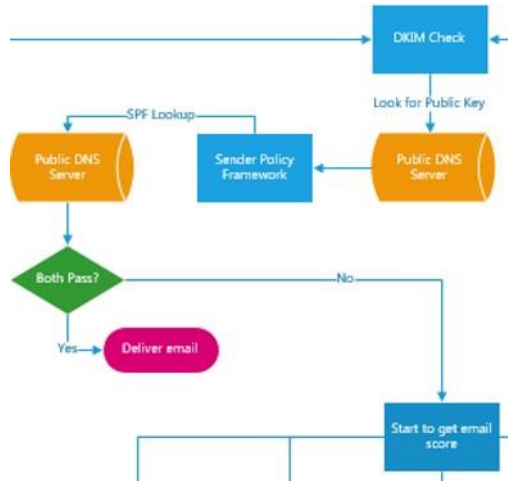 DKIM Check
Look for Public Key
SPF Lookup
Public DNS
Server
Sender Policy
Framework
Public DNS
Server
Both Pass?
No
Yes
Deliver email
Start to get email
score